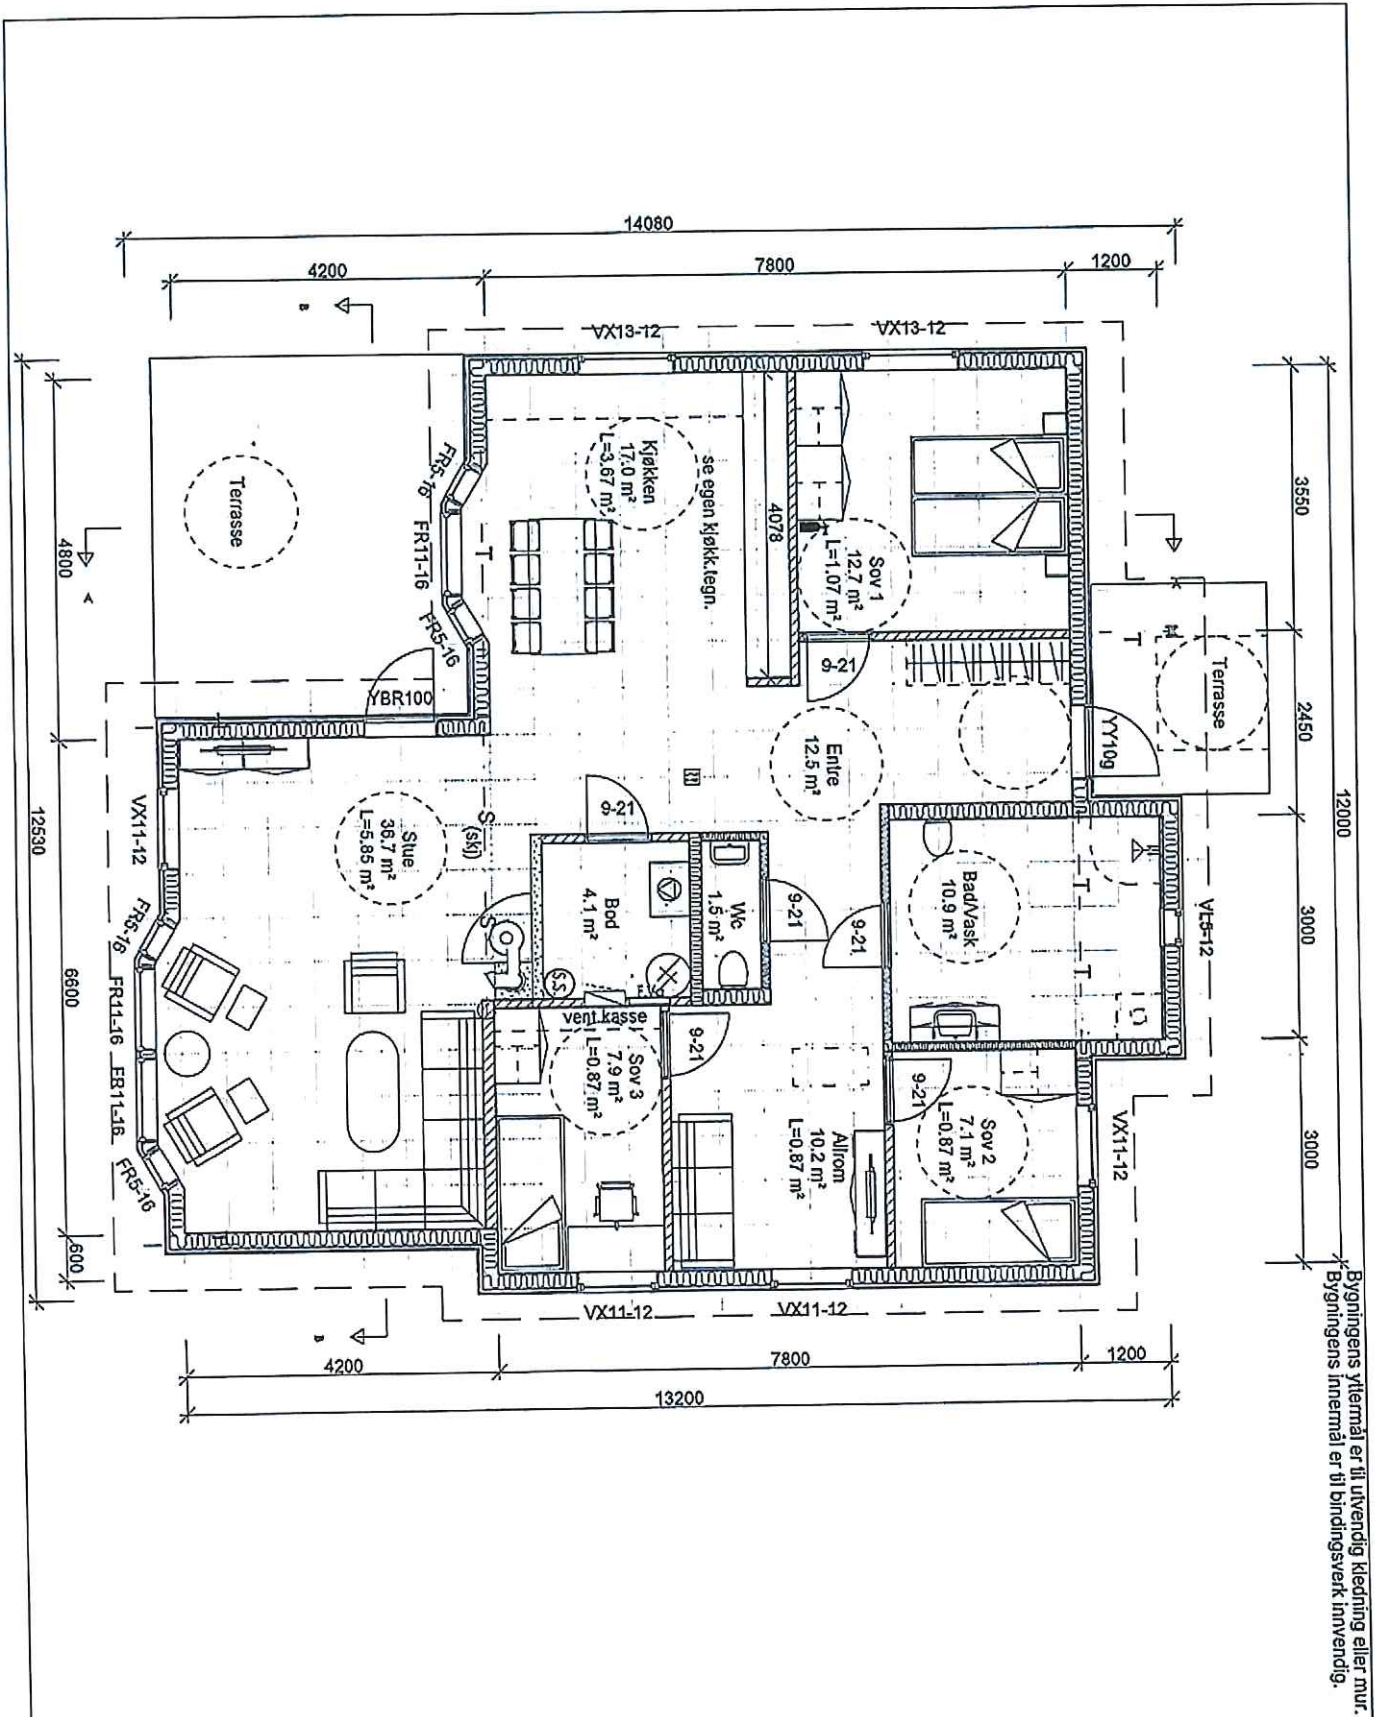 Bygningens yttermål er til utvendig kledning eller mur.
Bygningens innermål er til bindingsverk innvendig.
14080
4200
7800
1200
B
VX13-12
VX13-12
12000
3550
2450
3000
3000
A
Terrasse
YY10g
VL5-12
VX11-12
Sov 1
12.7 m²
L=1.07 m²
9-21
4078
se egen kjøkk.tegn.
Kjøkken
17.0 m²
L=3.67 m²
Entre
12.5 m²
Bad/Vask
10.9 m²
T
T
T
T
9-21
9-21
Wc
1.5 m²
9-21
Bod
4.1 m²
S.S
vent.kasse
Sov 2
7.1 m²
L=0.87 m²
9-21
Allrom
10.2 m²
L=0.87 m²
9-21
Sov 3
7.9 m²
L=0.87 m²
FR5-16
FR11-16
FR5-16
Terrasse
YBR100
Stue
36.7 m²
L=5.85 m²
S
(skj)
S
VX11-12
FR5-16
FR11-16
FR11-16
FR5-16
A
4800
6600
600
12530
VX11-12
VX11-12
B
4200
7800
1200
13200